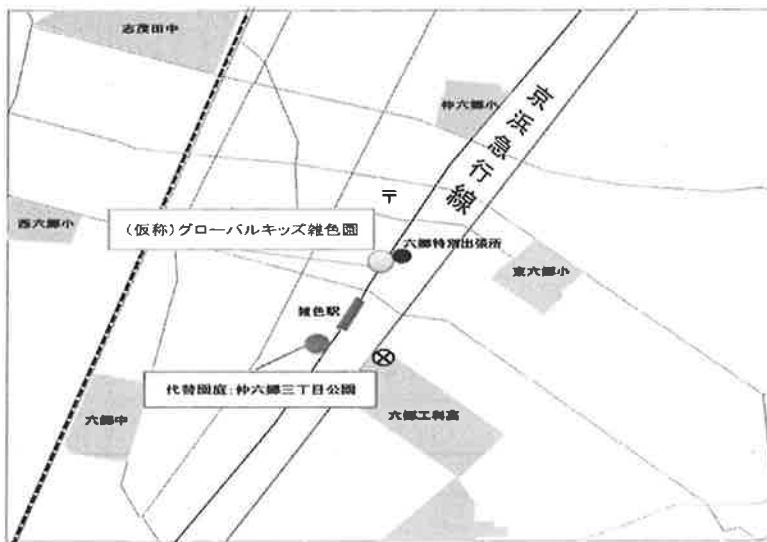 志茂田中
仲六郷小
京浜急行線
〒
西六郷小
(仮称)グローバルキッズ雑色園
六郷特別出張所
東六郷小
雑色駅
代替園庭:仲六郷三丁目公園
六郷中
六郷工科高